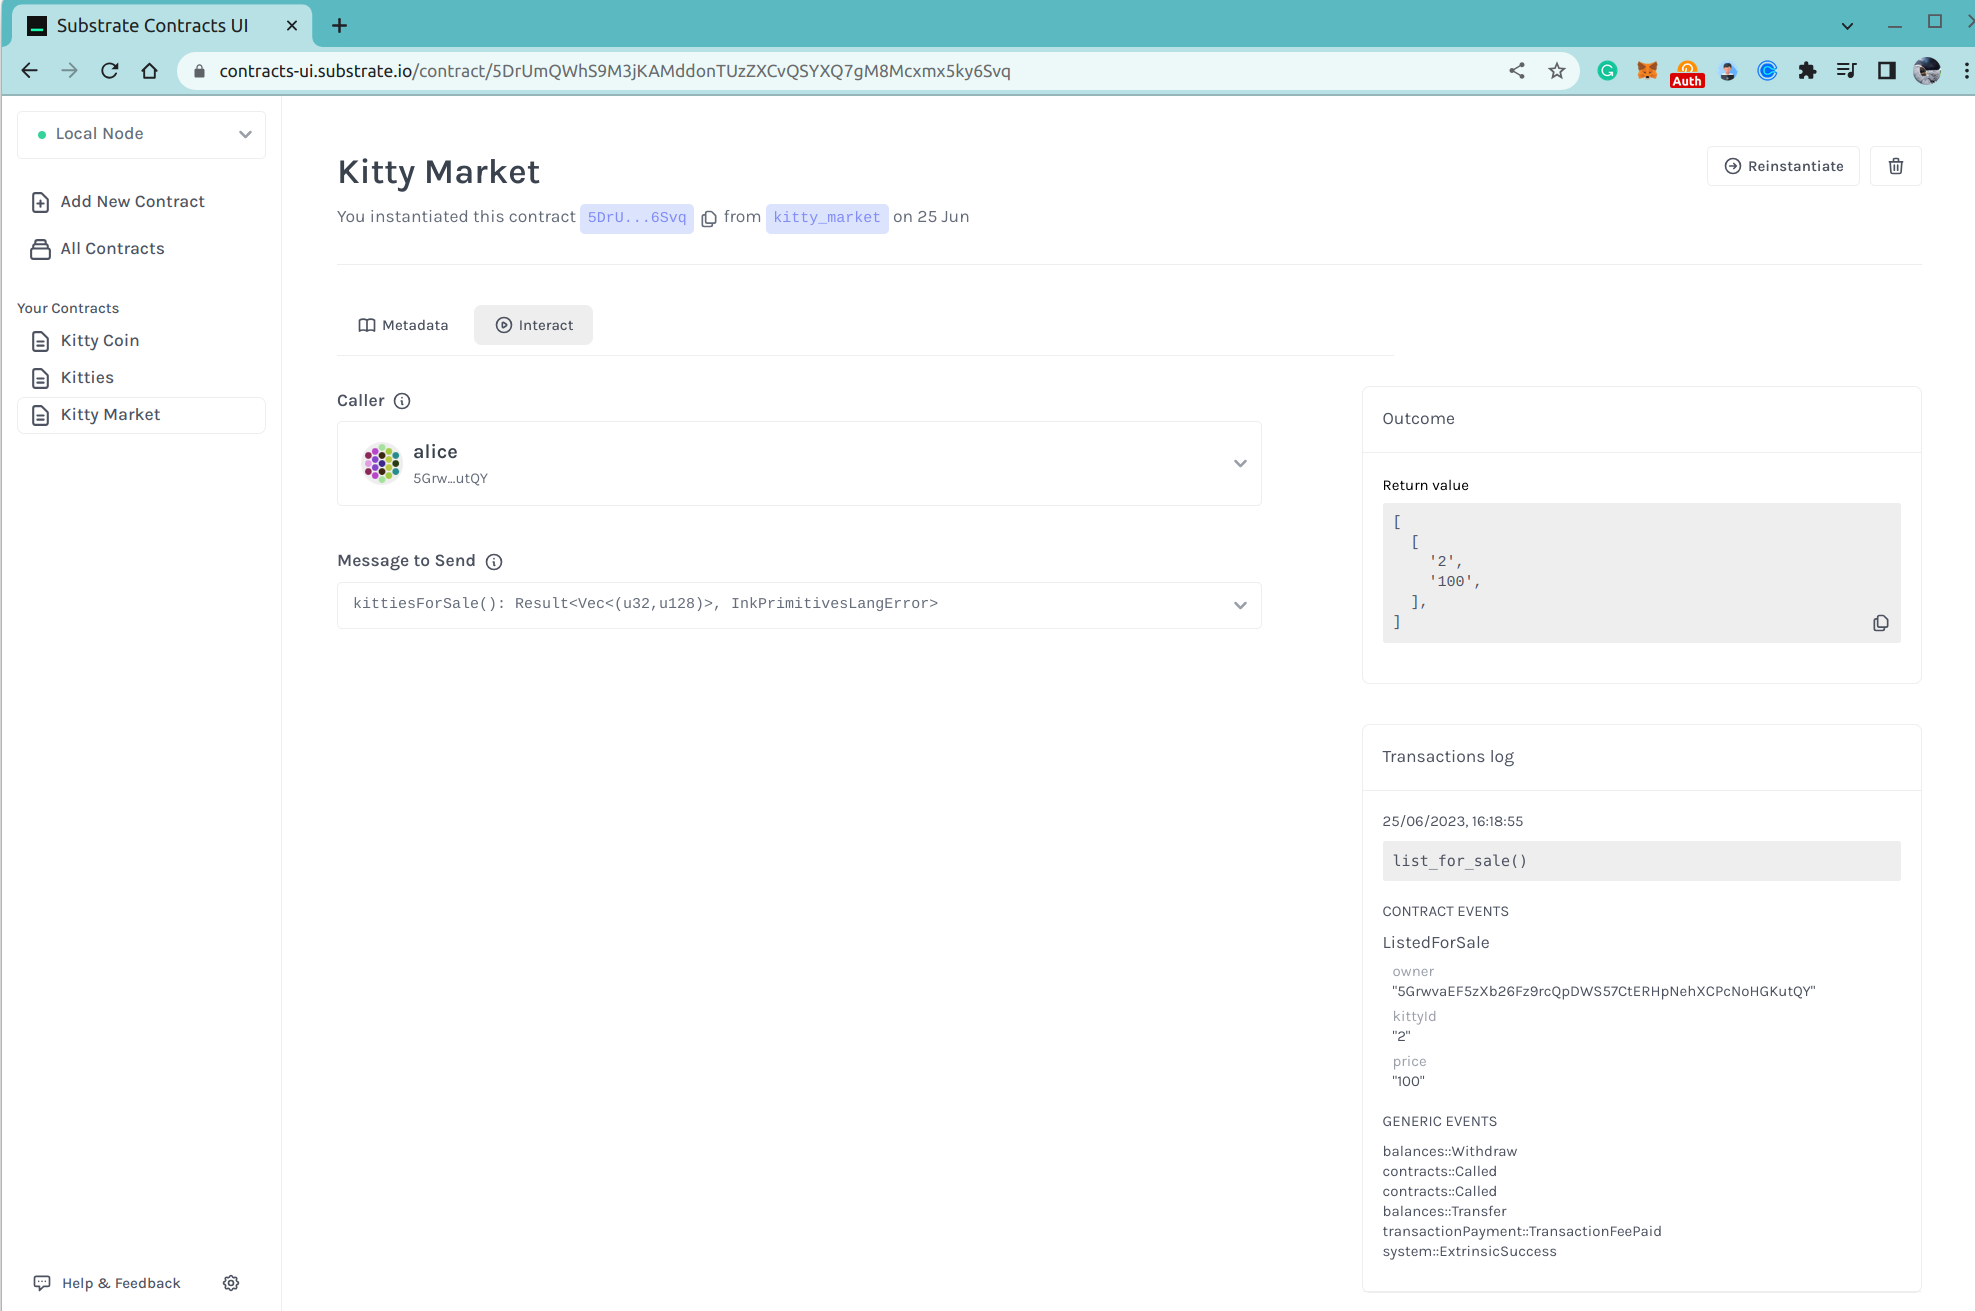 Substrate Contracts UI
contracts-ui.substrate.io/contract/5DrUmQWhS9M3jKAMddonTUzZXCvQSYXQ7gM8Mcxmx5ky6Svq
Auth
Local Node
Add New Contract
All Contracts
Your Contracts
Kitty Coin
Kitties
Kitty Market
Help & Feedback
Kitty Market
Reinstantiate
You instantiated this contract 5DrU...6Svq from kitty_market on 25 Jun
Metadata
Interact
Caller
alice
5Grw...utQY
Message to Send
kittiesForSale(): Result<Vec<(u32,u128)>, InkPrimitivesLangError>
Outcome
Return value
[
[
'2',
'100',
],
]
Transactions log
25/06/2023, 16:18:55
list_for_sale()
CONTRACT EVENTS
ListedForSale
owner
"5GrwvaEF5zXb26Fz9rcQpDWS57CtERHpNehXCPcNoHGKutQY"
kittyId
"2"
price
"100"
GENERIC EVENTS
balances::Withdraw
contracts::Called
contracts::Called
balances::Transfer
transactionPayment::TransactionFeePaid
system::ExtrinsicSuccess